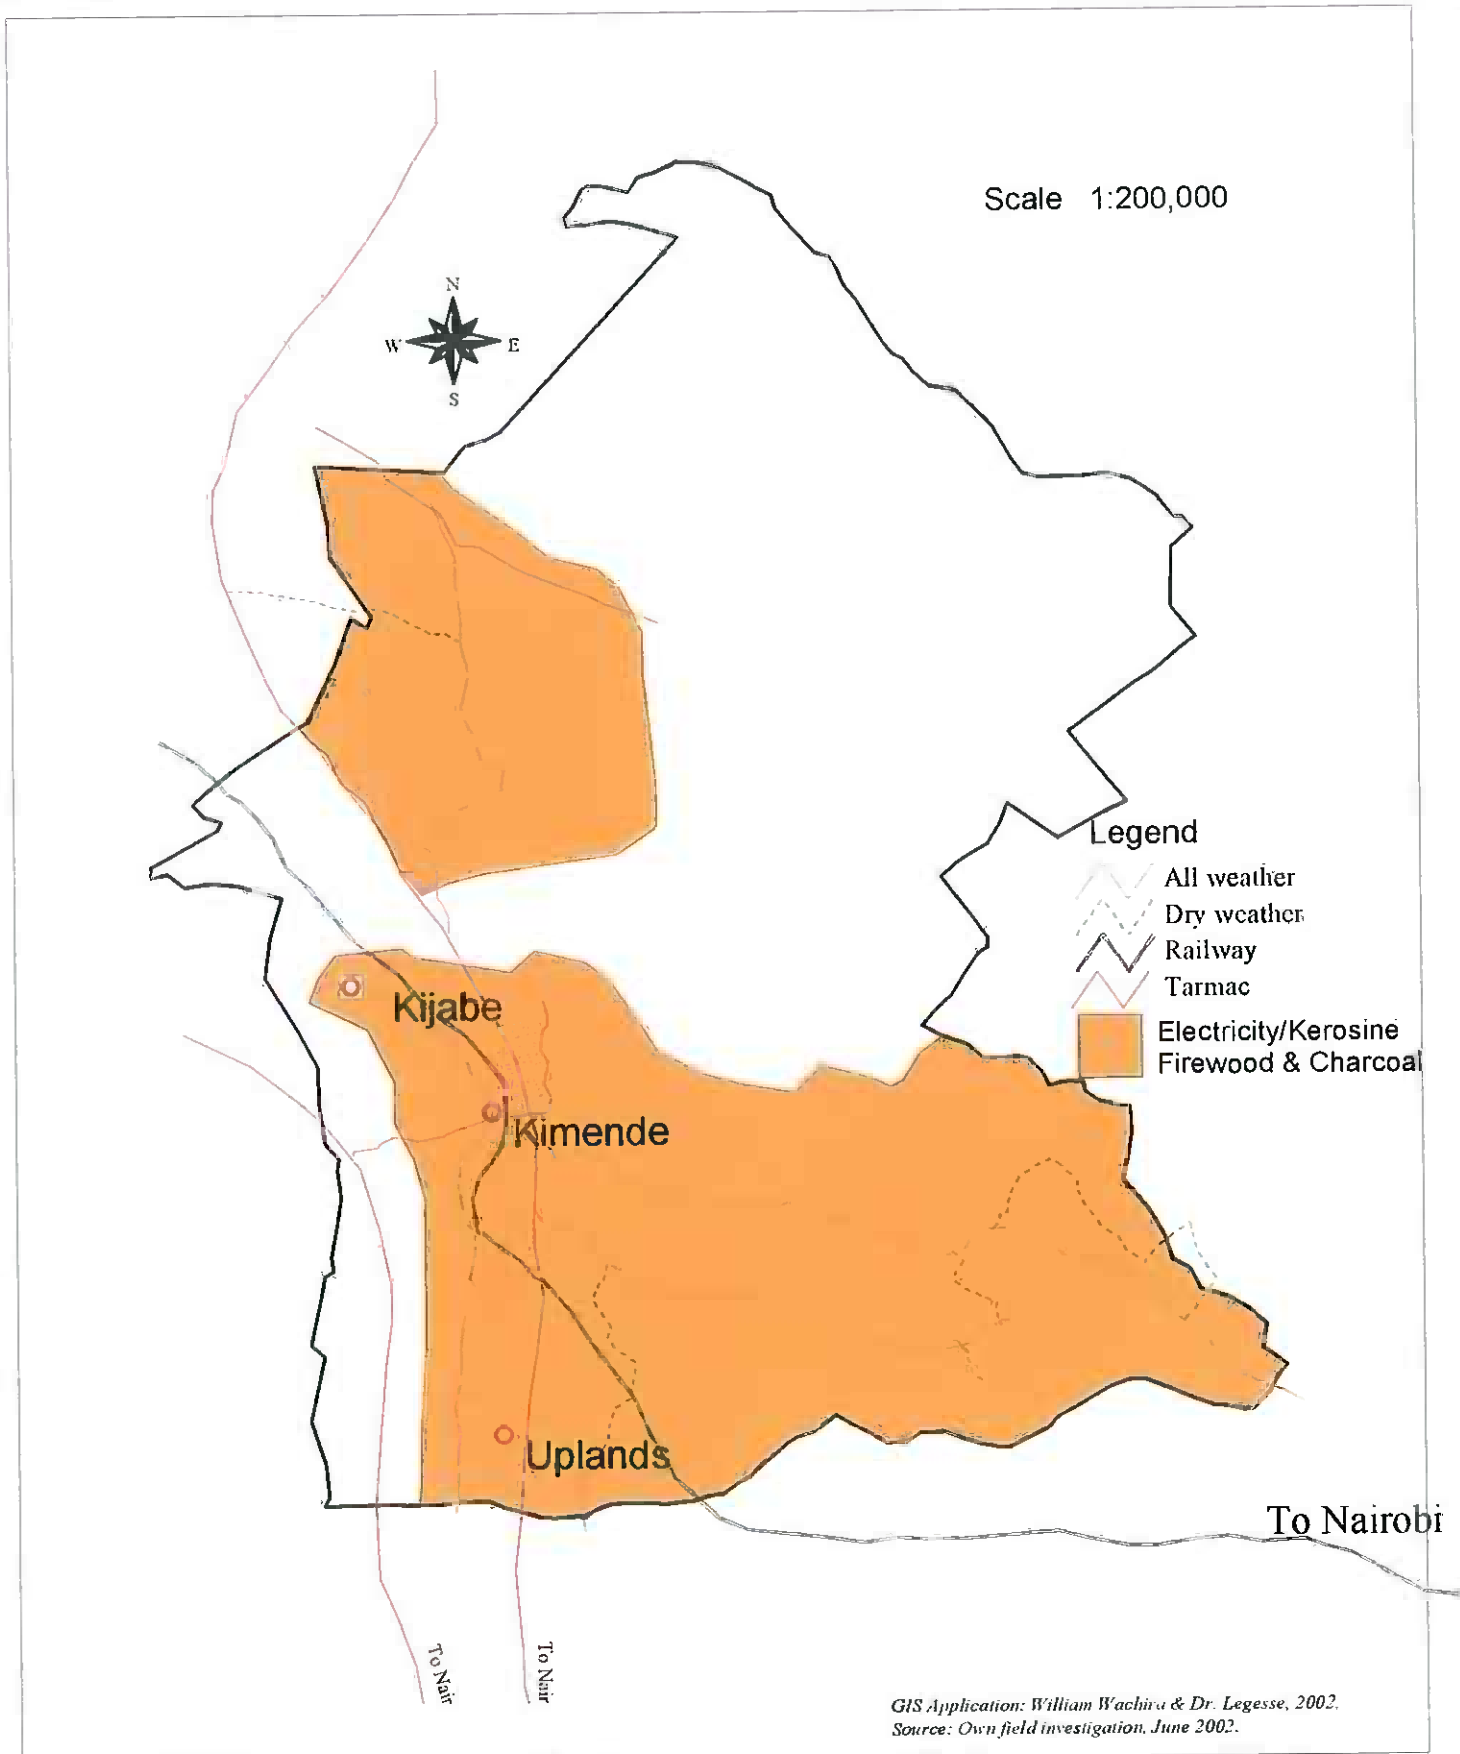 Scale 1:200,000
N
W E
S
Legend
All weather
Dry weather
Railway
Tarmac
Electricity/Kerosine
Firewood & Charcoal
Kijabe
Kimende
Uplands
To Nairobi
To Nair
To Nair
GIS Application: William Wachira & Dr. Legesse, 2002.
Source: Own field investigation, June 2002.